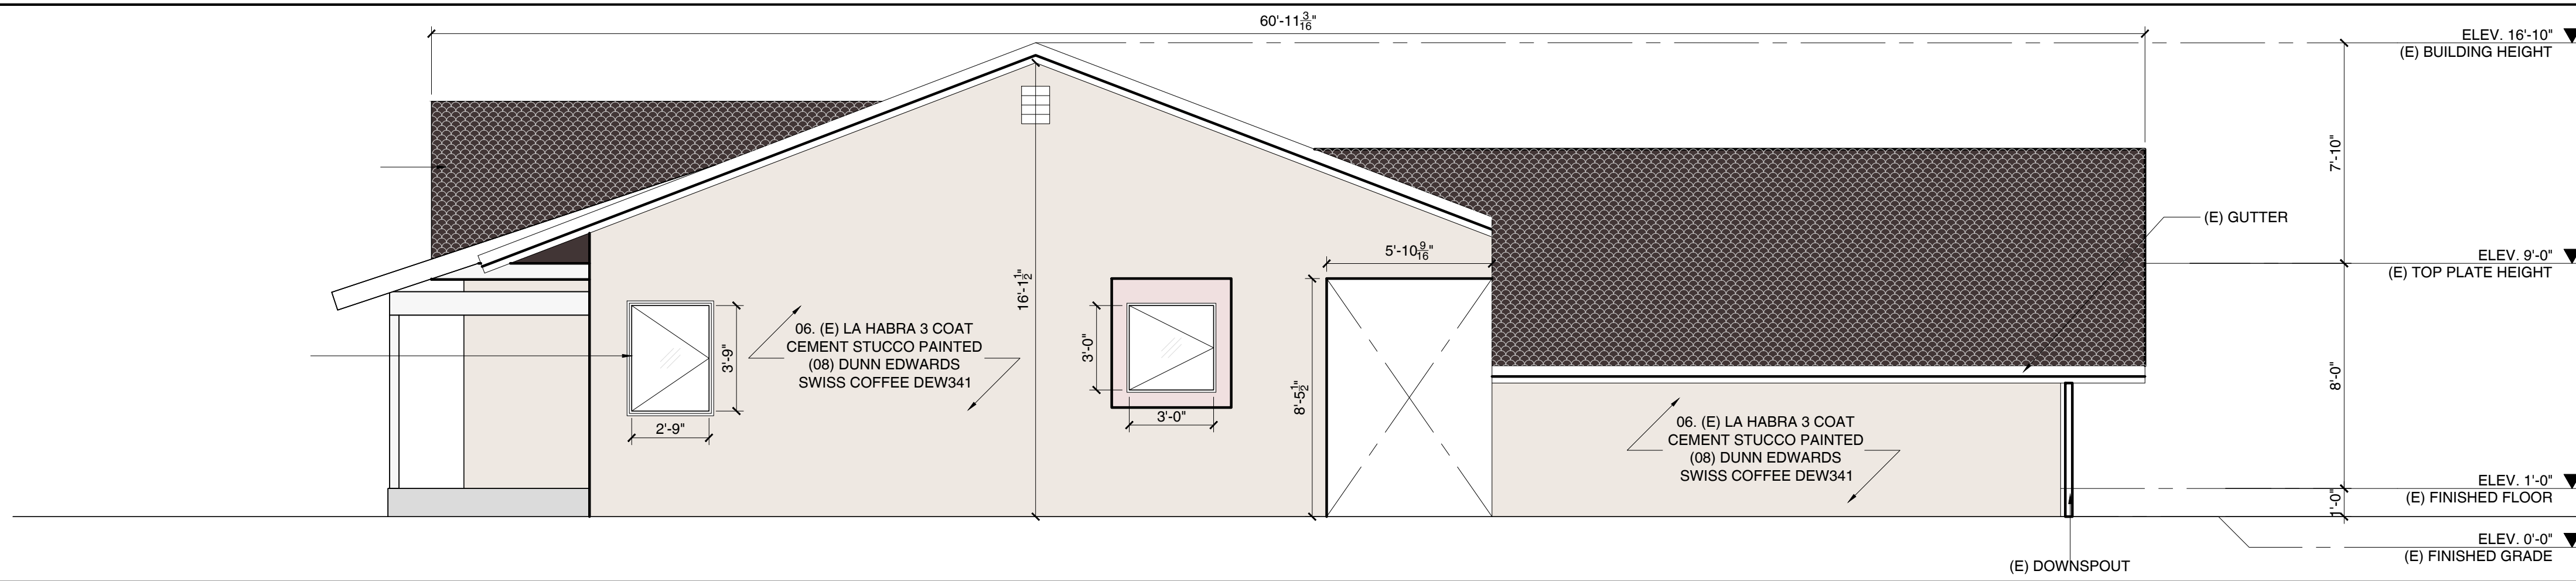 60'-11 3/16"
ELEV. 16'-10"
(E) BUILDING HEIGHT
7'-10"
(E) GUTTER
5'-10 9/16"
ELEV. 9'-0"
(E) TOP PLATE HEIGHT
16'-1 1/2"
3'-9"
06. (E) LA HABRA 3 COAT
CEMENT STUCCO PAINTED
(08) DUNN EDWARDS
SWISS COFFEE DEW341
3'-0"
8'-5 1/2"
8'-0"
2'-9"
3'-0"
06. (E) LA HABRA 3 COAT
CEMENT STUCCO PAINTED
(08) DUNN EDWARDS
SWISS COFFEE DEW341
ELEV. 1'-0"
(E) FINISHED FLOOR
1'-0"
ELEV. 0'-0"
(E) FINISHED GRADE
(E) DOWNSPOUT